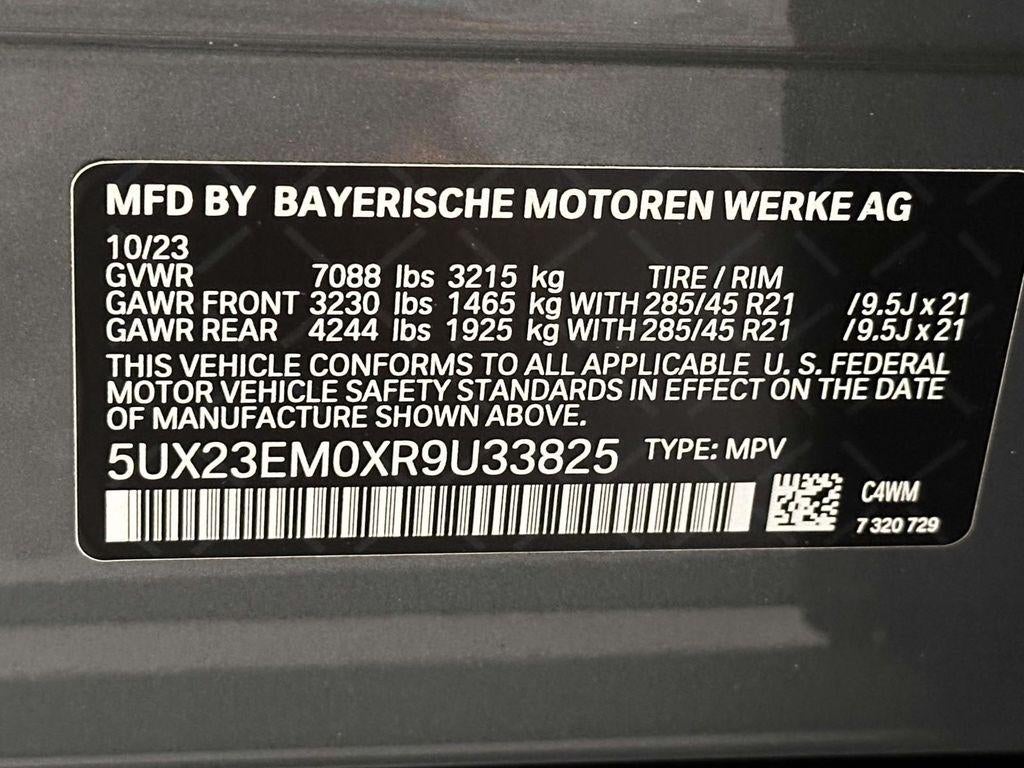 MFD BY BAYERISCHE MOTOREN WERKE AG
10/23
GVWR 7088 lbs 3215 kg TIRE / RIM
GAWR FRONT 3230 lbs 1465 kg WITH 285/45 R21 /9.5J x 21
GAWR REAR 4244 lbs 1925 kg WITH 285/45 R21 /9.5J x 21
THIS VEHICLE CONFORMS TO ALL APPLICABLE U. S. FEDERAL
MOTOR VEHICLE SAFETY STANDARDS IN EFFECT ON THE DATE
OF MANUFACTURE SHOWN ABOVE.
5UX23EM0XR9U33825 TYPE: MPV
C4WM
7 320 729